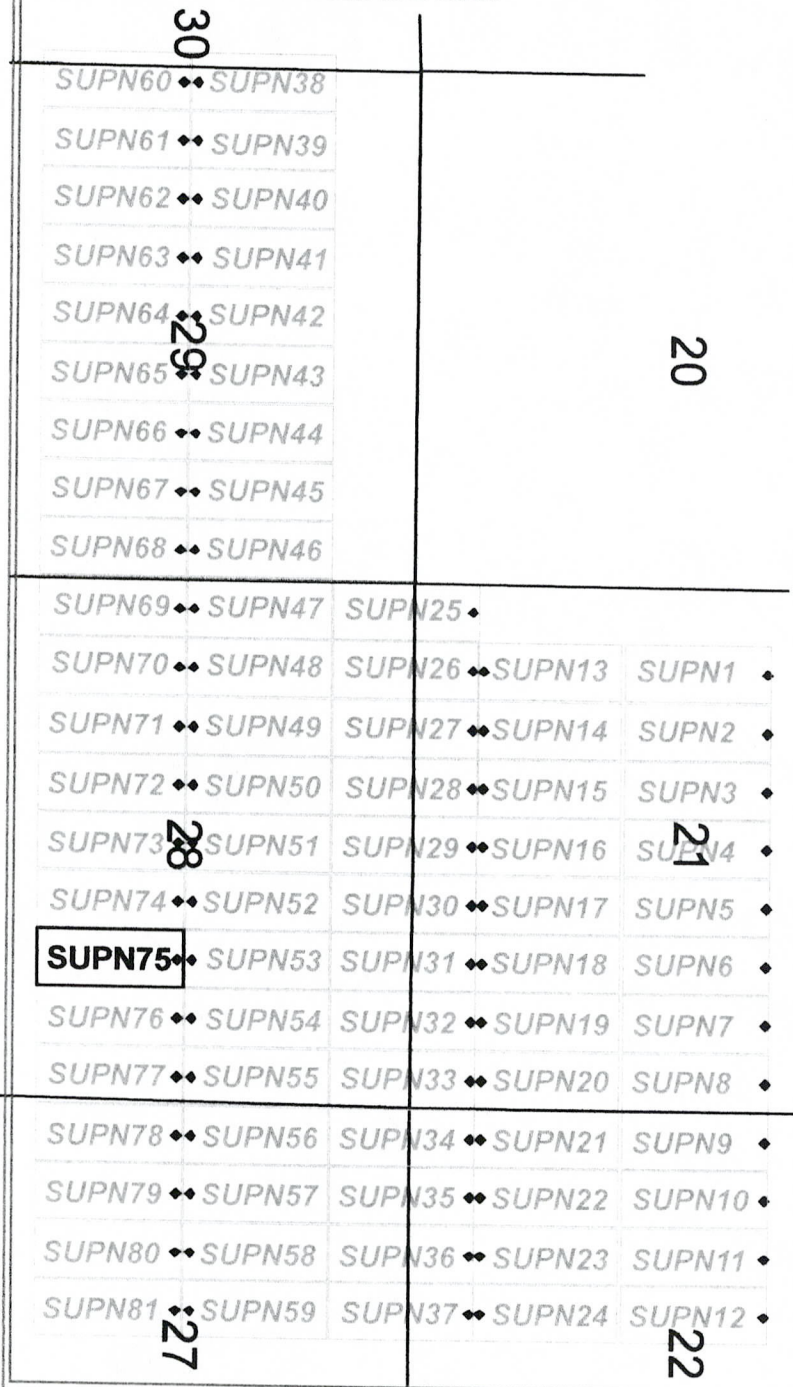 30
SUPN60 SUPN38
SUPN61 SUPN39
SUPN62 SUPN40
SUPN63 SUPN41
SUPN64 SUPN42
29
20
SUPN65 SUPN43
SUPN66 SUPN44
SUPN67 SUPN45
SUPN68 SUPN46
SUPN69 SUPN47 SUPN25
SUPN70 SUPN48 SUPN26 SUPN13 SUPN1
SUPN71 SUPN49 SUPN27 SUPN14 SUPN2
SUPN72 SUPN50 SUPN28 SUPN15 SUPN3
SUPN73 SUPN51 SUPN29 SUPN16 SUPN4
28
21
SUPN74 SUPN52 SUPN30 SUPN17 SUPN5
SUPN75 SUPN53 SUPN31 SUPN18 SUPN6
SUPN76 SUPN54 SUPN32 SUPN19 SUPN7
SUPN77 SUPN55 SUPN33 SUPN20 SUPN8
SUPN78 SUPN56 SUPN34 SUPN21 SUPN9
SUPN79 SUPN57 SUPN35 SUPN22 SUPN10
SUPN80 SUPN58 SUPN36 SUPN23 SUPN11
SUPN81 SUPN59 SUPN37 SUPN24 SUPN12
27
22